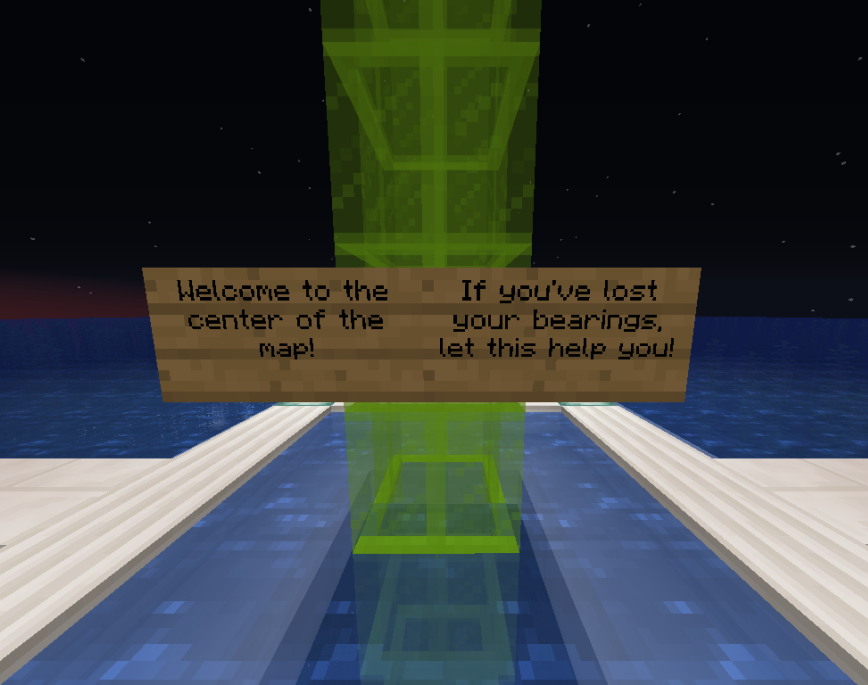 Welcome to the
center of the
map!
If you've lost
your bearings,
let this help you!